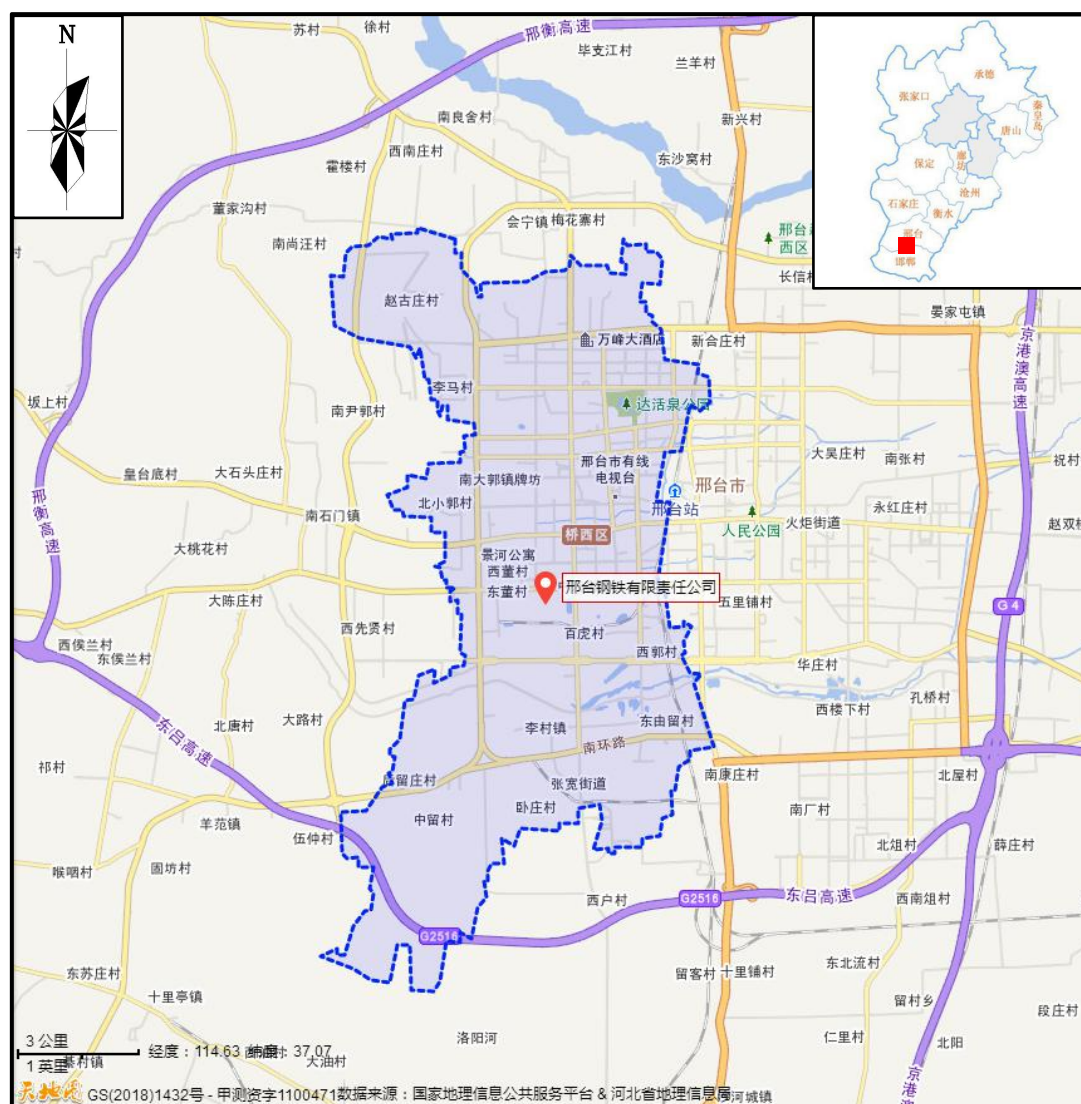 N
苏村
徐村
邢衡高速
毕支江村
兰羊村
南良舍村
新兴村
西南庄村
东沙窝村
霍楼村
董家沟村
会宁镇
梅花寨村
南尚汪村
西区
赵古庄村
晏家屯镇
万峰大酒店
新合庄村
京港澳高速
李马村
坂上村
南尹郭村
达活泉公园
大吴庄村
南张村
祝村
皇台底村
大石头庄村
南大郭镇牌坊
邢台市有线
电视台
邢台市
北小郭村
邢台站
永红庄村
南石门镇
火炬街道
人民公园
邢衡高速
桥西区
大桃花村
景河公寓
西董村
东董村
邢台钢铁有限责任公司
大陈庄村
五里铺村
G4
西先贤村
百虎村
西侯兰村
东侯兰村
西郭村
华庄村
孔桥村
西楼下村
北唐村
大路村
李村镇
东由留村
东吕高速
南环路
祁村
南康庄村
北屋村
张宽街道
卧庄村
中留村
南厂村
羊范镇
伍仲村
北俎村
薛庄村
喉咽村
固坊村
西户村
G2516
东吕高速
西南俎村
G2516
东苏庄村
留客村
十里铺村
东北流村
十里亭镇
留村乡
段庄村
洛阳河
仁里村
北阳
京港澳
大油村
河城镇
3 公里
1 英里
经度：114.63 纬度：37.07
天地图 GS(2018)1432号 - 甲测资字1100471数据来源：国家地理信息公共服务平台 & 河北省地理信息局
承德
张家口
秦皇岛
唐山
廊坊
保定
沧州
石家庄
衡水
邢台
邯郸